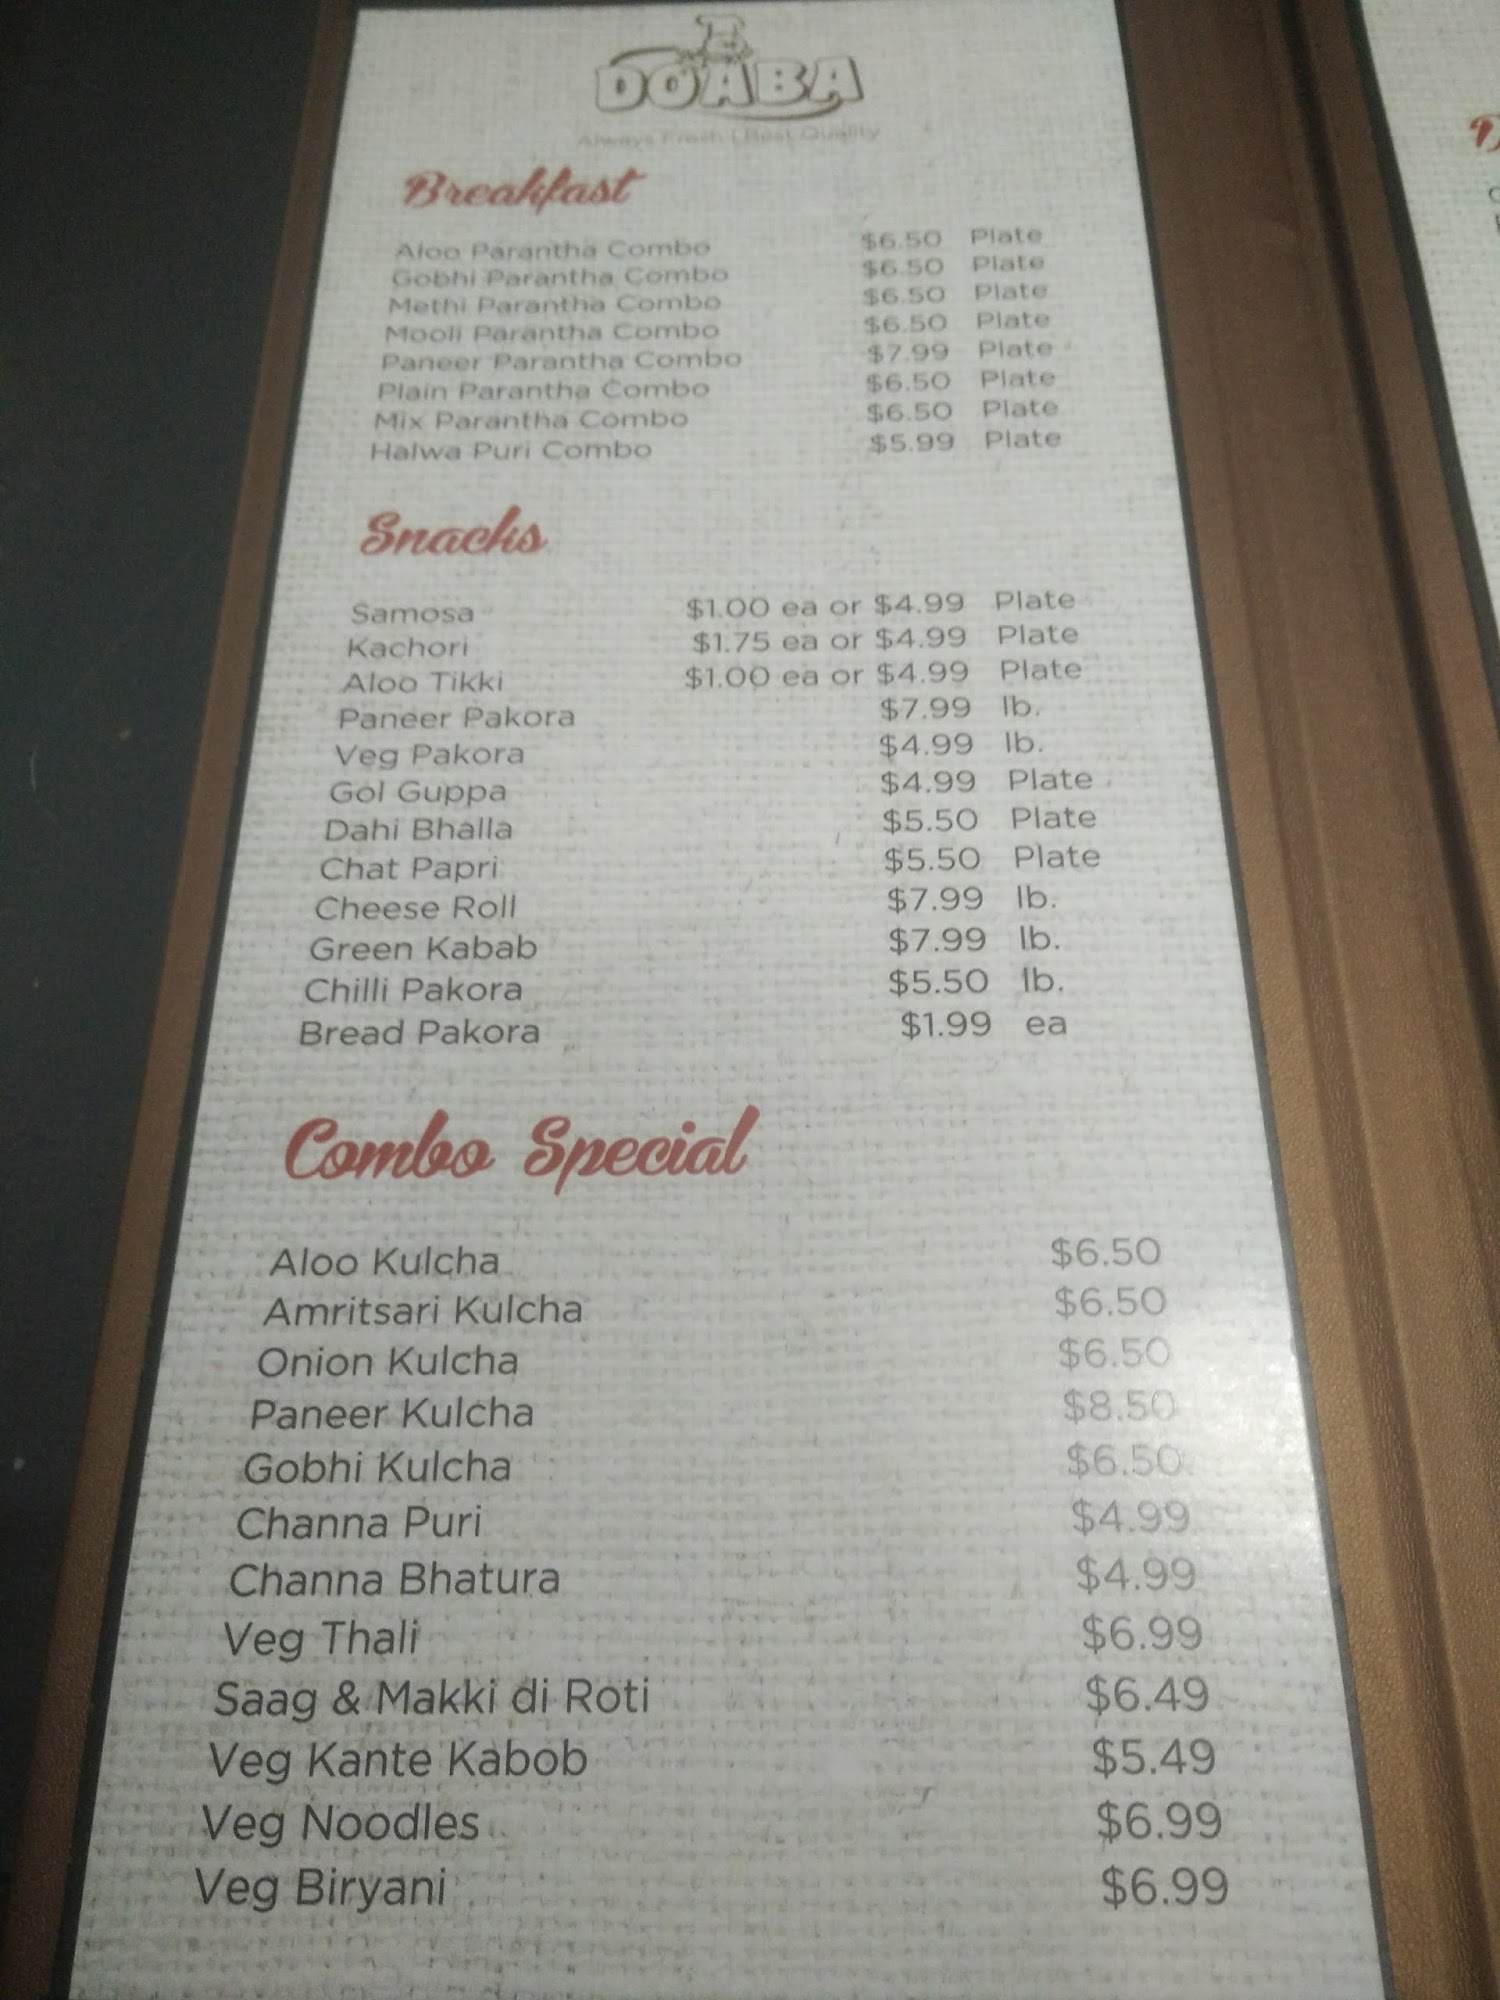 DOABA
Always Fresh | Best Quality
Breakfast
Aloo Parantha Combo $6.50 Plate
Gobhi Parantha Combo $6.50 Plate
Methi Parantha Combo $6.50 Plate
Mooli Parantha Combo $6.50 Plate
Paneer Parantha Combo $7.99 Plate
Plain Parantha Combo $6.50 Plate
Mix Parantha Combo $6.50 Plate
Halwa Puri Combo $5.99 Plate
Snacks
Samosa $1.00 ea or $4.99 Plate
Kachori $1.75 ea or $4.99 Plate
Aloo Tikki $1.00 ea or $4.99 Plate
Paneer Pakora $7.99 lb.
Veg Pakora $4.99 lb.
Gol Guppa $4.99 Plate
Dahi Bhalla $5.50 Plate
Chat Papri $5.50 Plate
Cheese Roll $7.99 lb.
Green Kabab $7.99 lb.
Chilli Pakora $5.50 lb.
Bread Pakora $1.99 ea
Combo Special
Aloo Kulcha $6.50
Amritsari Kulcha $6.50
Onion Kulcha $6.50
Paneer Kulcha $8.50
Gobhi Kulcha $6.50
Channa Puri $4.99
Channa Bhatura $4.99
Veg Thali $6.99
Saag & Makki di Roti $6.49
Veg Kante Kabob $5.49
Veg Noodles $6.99
Veg Biryani $6.99